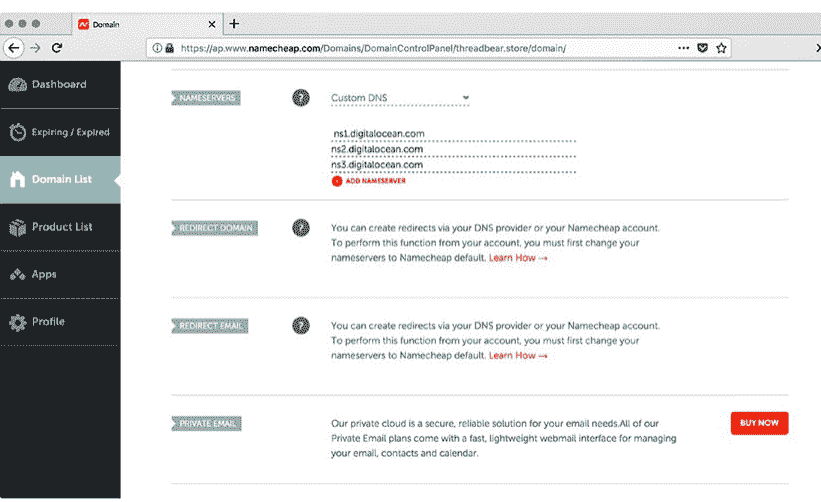 Domain
https://ap.www.namecheap.com/Domains/DomainControlPanel/threadbear.store/domain/
Dashboard
Expiring / Expired
Domain List
Product List
Apps
Profile
NAMESERVERS
?
Custom DNS
ns1.digitalocean.com
ns2.digitalocean.com
ns3.digitalocean.com
ADD NAMESERVER
REDIRECT DOMAIN
?
You can create redirects via your DNS provider or your Namecheap account.
To perform this function from your account, you must first change your
nameservers to Namecheap default. Learn How →
REDIRECT EMAIL
?
You can create redirects via your DNS provider or your Namecheap account.
To perform this function from your account, you must first change your
nameservers to Namecheap default. Learn How →
PRIVATE EMAIL
Our private cloud is a secure, reliable solution for your email needs.All of our
Private Email plans come with a fast, lightweight webmail interface for managing
your email, contacts and calendar.
BUY NOW